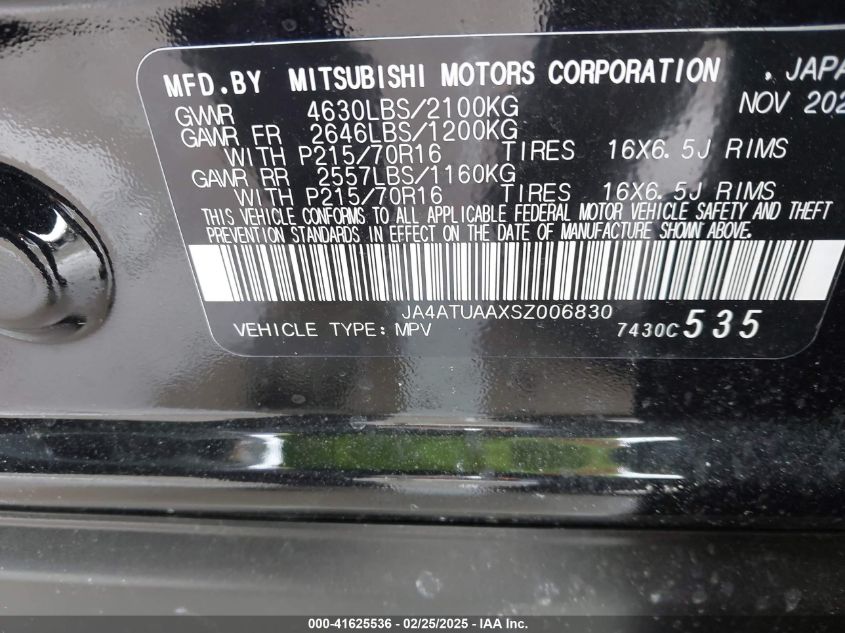 MFD.BY MITSUBISHI MOTORS CORPORATION , JAPA
GVWR 4630LBS/2100KG NOV 202
GAWR FR 2646LBS/1200KG
WITH P215/70R16 TIRES 16X6.5J RIMS
GAWR RR 2557LBS/1160KG
WITH P215/70R16 TIRES 16X6.5J RIMS
THIS VEHICLE CONFORMS TO ALL APPLICABLE FEDERAL MOTOR VEHICLE SAFETY AND THEFT
PREVENTION STANDARDS IN EFFECT ON THE DATE OF MANUFACTURE SHOWN ABOVE.
JA4ATUAAXSZ006830
VEHICLE TYPE: MPV 7430C 535
000-41625536 - 02/25/2025 - IAA Inc.